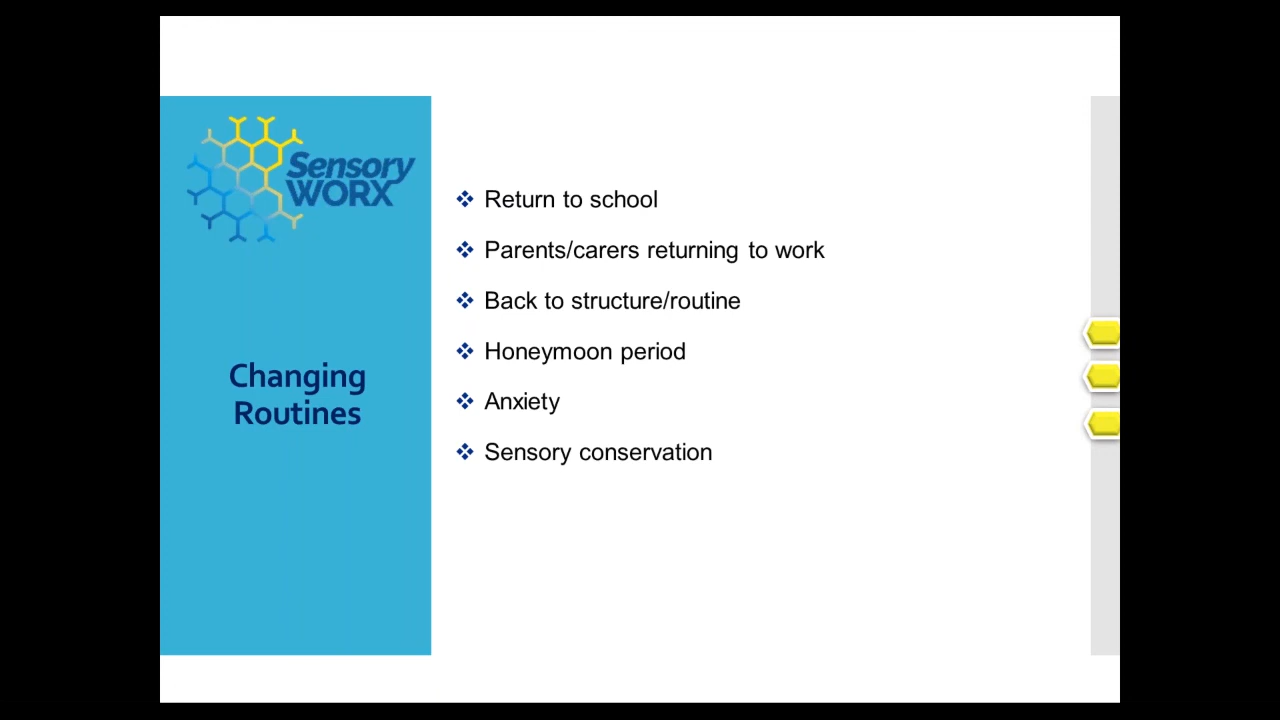 Sensory
WORX
Changing
Routines
Return to school
Parents/carers returning to work
Back to structure/routine
Honeymoon period
Anxiety
Sensory conservation